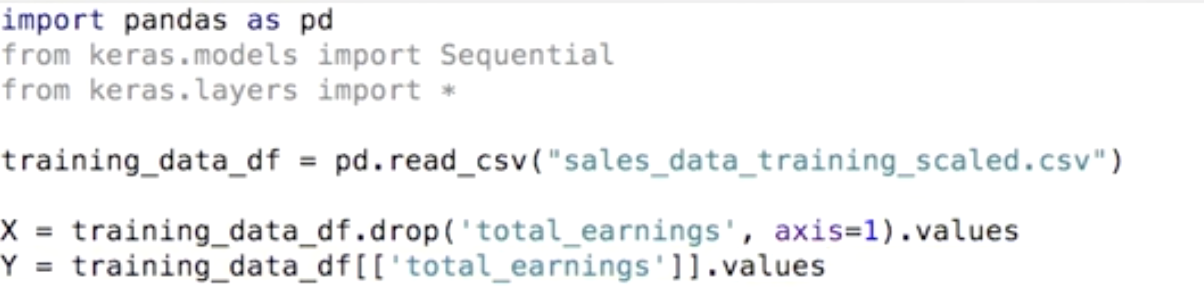 import pandas as pd
from keras.models import Sequential
from keras.layers import *
training_data_df = pd.read_csv("sales_data_training_scaled.csv")
X = training_data_df.drop('total_earnings', axis=1).values
Y = training_data_df[['total_earnings']].values